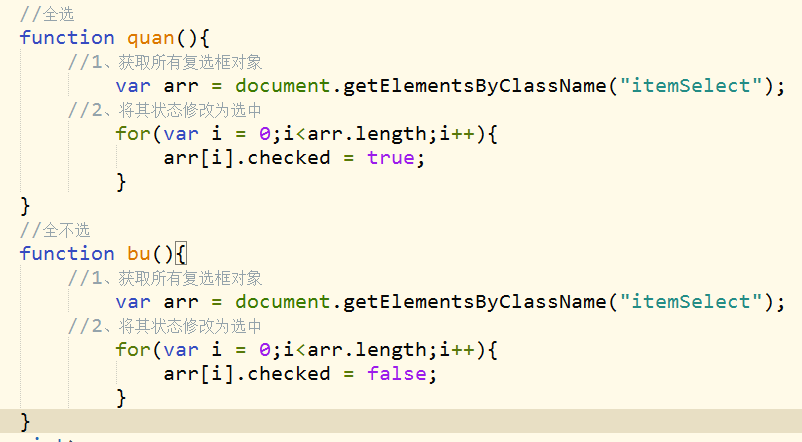 //全选
function quan(){
//1、获取所有复选框对象
var arr = document.getElementsByClassName("itemSelect");
//2、将其状态修改为选中
for(var i = 0;i<arr.length;i++){
arr[i].checked = true;
}
}
//全不选
function bu(){
//1、获取所有复选框对象
var arr = document.getElementsByClassName("itemSelect");
//2、将其状态修改为选中
for(var i = 0;i<arr.length;i++){
arr[i].checked = false;
}
}